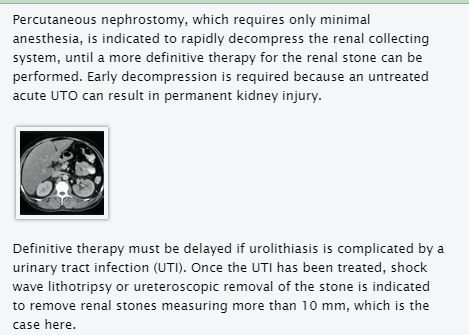 Percutaneous nephrostomy, which requires only minimal
anesthesia, is indicated to rapidly decompress the renal collecting
system, until a more definitive therapy for the renal stone can be
performed. Early decompression is required because an untreated
acute UTO can result in permanent kidney injury.
Definitive therapy must be delayed if urolithiasis is complicated by a
urinary tract infection (UTI). Once the UTI has been treated, shock
wave lithotripsy or ureteroscopic removal of the stone is indicated
to remove renal stones measuring more than 10 mm, which is the
case here.